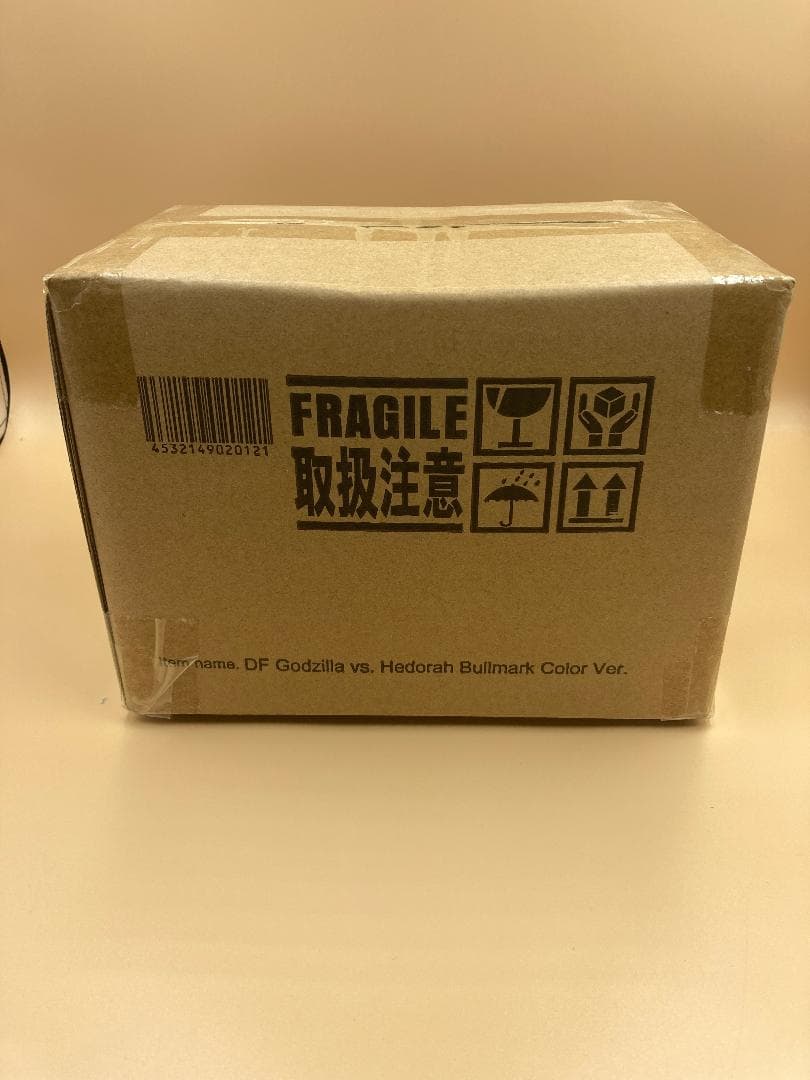 4532149020121
FRAGILE
取扱注意
Item name. DF Godzilla vs. Hedorah Bullmark Color Ver.